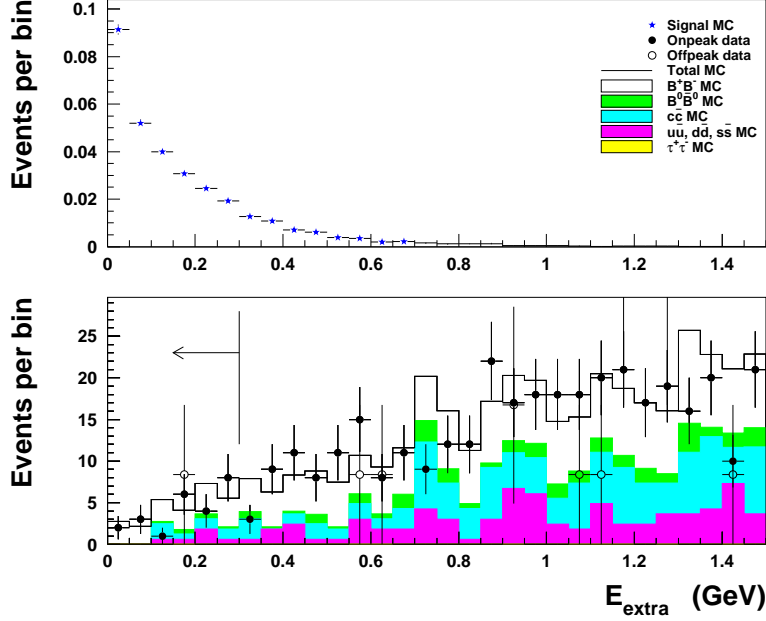 Events per bin
0.1
0.08
0.06
0.04
0.02
0
0 0.2 0.4 0.6 0.8 1 1.2 1.4
Signal MC
Onpeak data
Offpeak data
Total MC
B⁺B⁻ MC
B⁰B̄⁰ MC
cc̄ MC
uū, dd̄, ss̄ MC
τ⁺τ⁻ MC
Events per bin
25
20
15
10
5
0
0 0.2 0.4 0.6 0.8 1 1.2 1.4
E_extra (GeV)